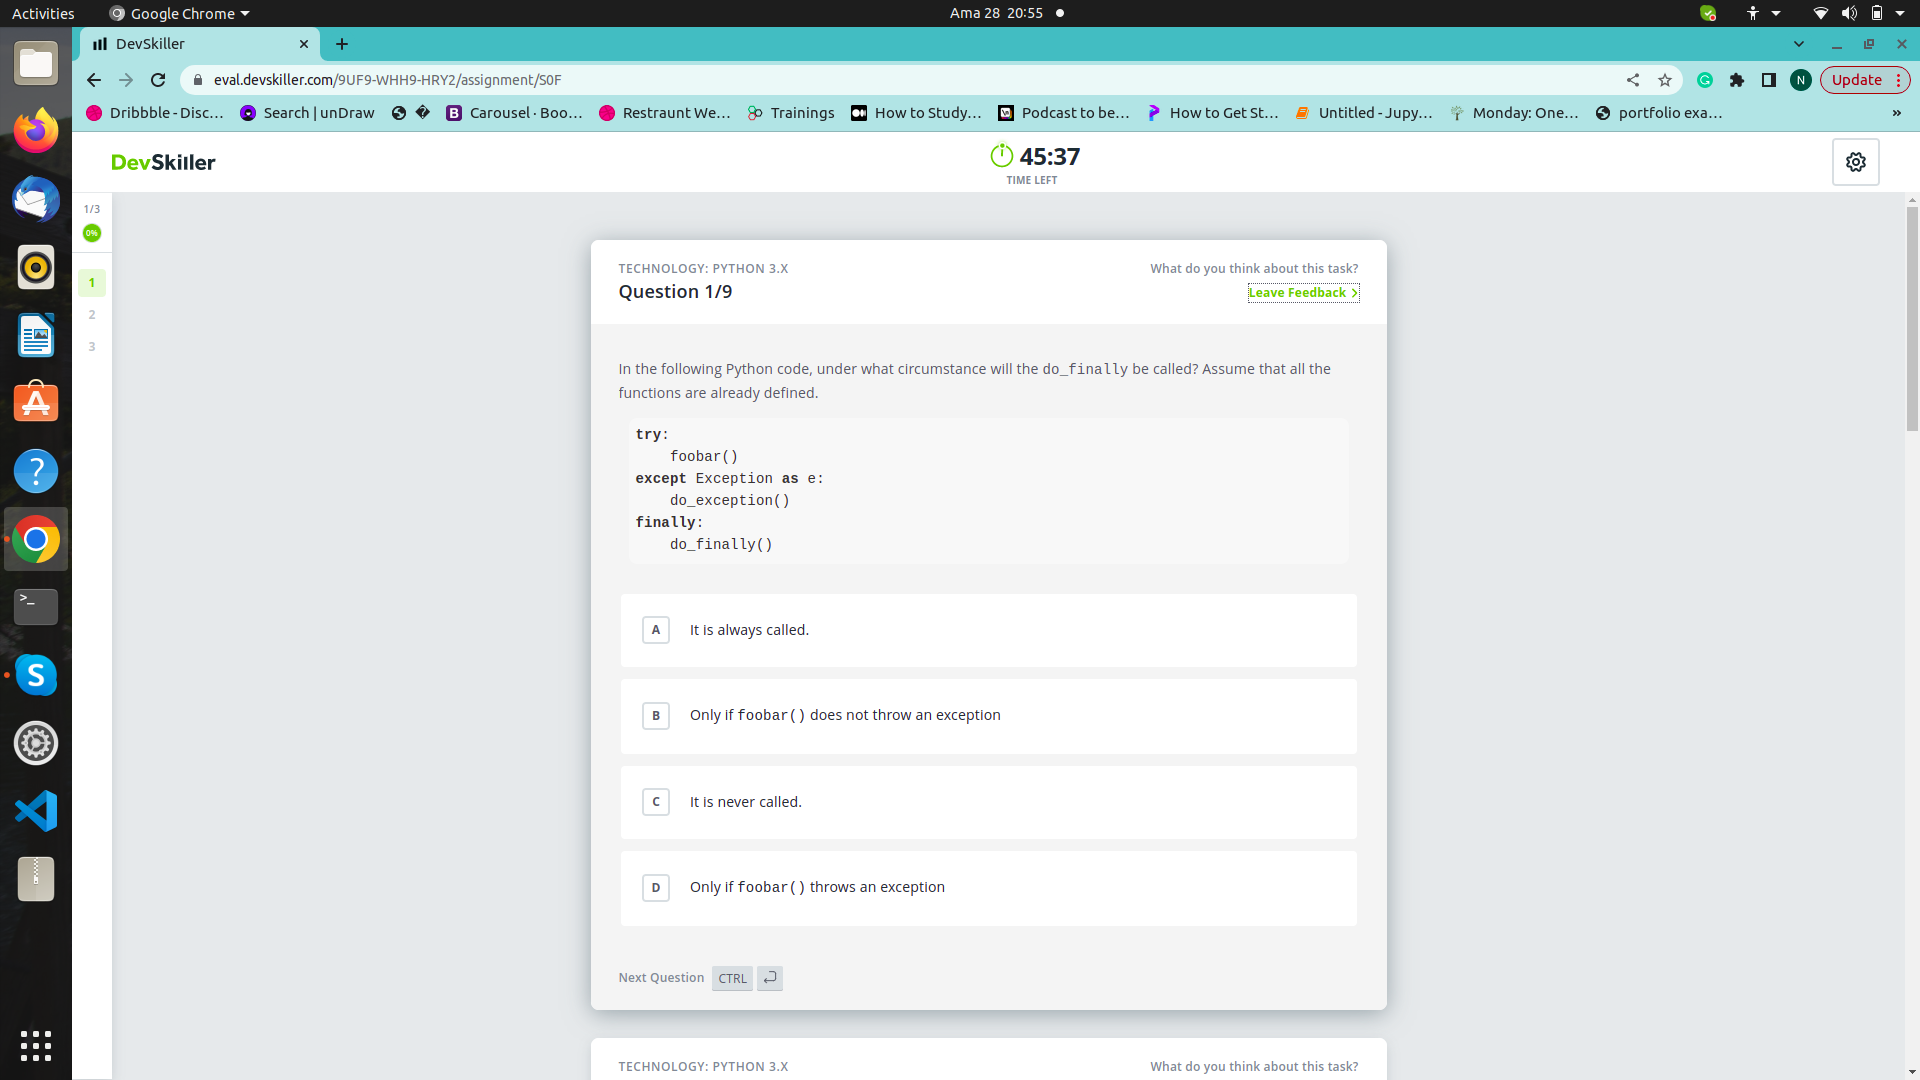 Activities
Google Chrome
Ama 28 20:55
DevSkiller
eval.devskiller.com/9UF9-WHH9-HRY2/assignment/S0F
N
Update
Dribbble - Disc…
Search | unDraw
Carousel · Boo…
Restraunt We…
Trainings
How to Study…
Podcast to be…
How to Get St…
Untitled - Jupy…
Monday: One…
portfolio exa…
»
DevSkiller
45:37
TIME LEFT
1/3
0%
1
2
3
TECHNOLOGY: PYTHON 3.X
What do you think about this task?
Question 1/9
Leave Feedback >
In the following Python code, under what circumstance will the do_finally be called? Assume that all the
functions are already defined.
try:
    foobar()
except Exception as e:
    do_exception()
finally:
    do_finally()
A It is always called.
B Only if foobar() does not throw an exception
C It is never called.
D Only if foobar() throws an exception
Next Question CTRL
TECHNOLOGY: PYTHON 3.X
What do you think about this task?